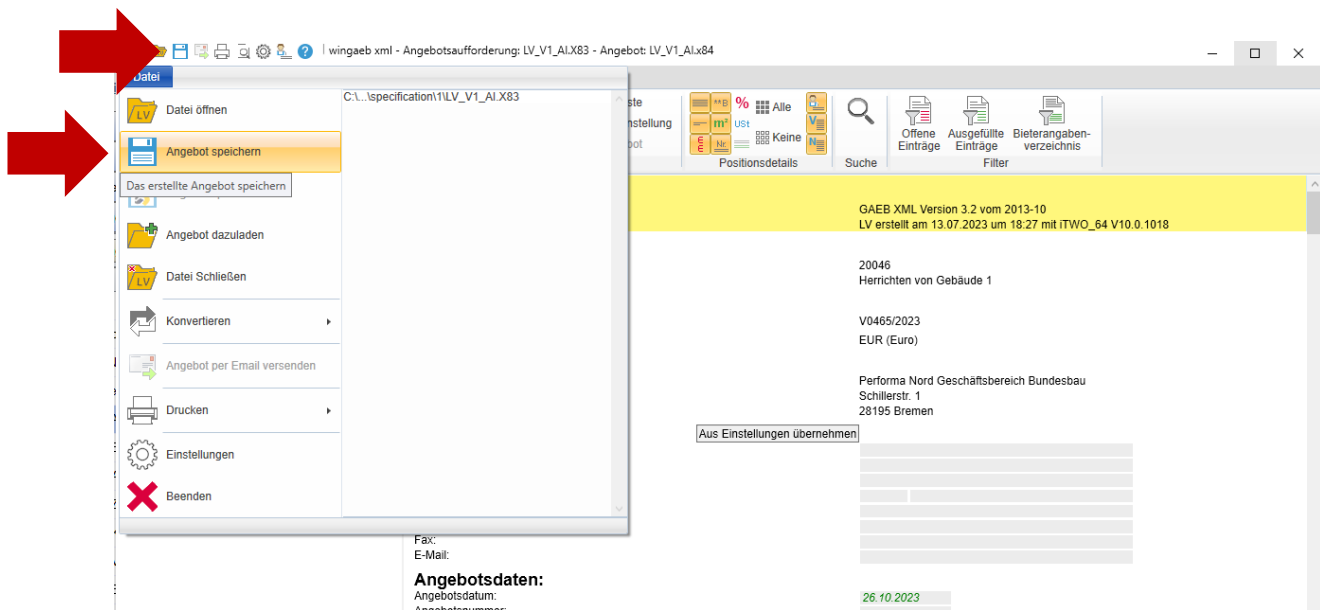 wingaeb xml - Angebotsaufforderung: LV_V1_AI.X83 - Angebot: LV_V1_AI.x84
Datei
Datei öffnen
Angebot speichern
Das erstellte Angebot speichern
Angebot dazuladen
Datei Schließen
Konvertieren
Angebot per Email versenden
Drucken
Einstellungen
Beenden
C:\...\specification\1\LV_V1_AI.X83
Alle
USt
Keine
Positionsdetails
Suche
Offene Einträge
Ausgefüllte Einträge
Bieterangaben-
verzeichnis
Filter
GAEB XML Version 3.2 vom 2013-10
LV erstellt am 13.07.2023 um 18:27 mit iTWO_64 V10.0.1018
20046
Herrichten von Gebäude 1
V0465/2023
EUR (Euro)
Performa Nord Geschäftsbereich Bundesbau
Schillerstr. 1
28195 Bremen
Aus Einstellungen übernehmen
Fax:
E-Mail:
Angebotsdaten:
Angebotsdatum:
26.10.2023
Angebotsnummer: